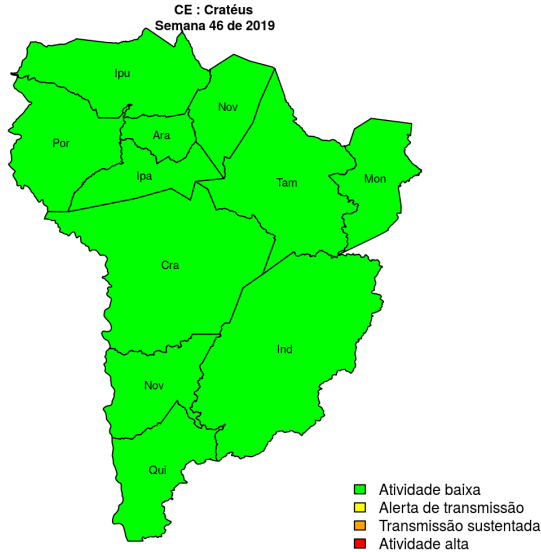 CE : Cratéus
Semana 46 de 2019
Ipu
Nov
Por
Ara
Ipa
Tam
Mon
Cra
Ind
Nov
Qui
Atividade baixa
Alerta de transmissão
Transmissão sustentada
Atividade alta